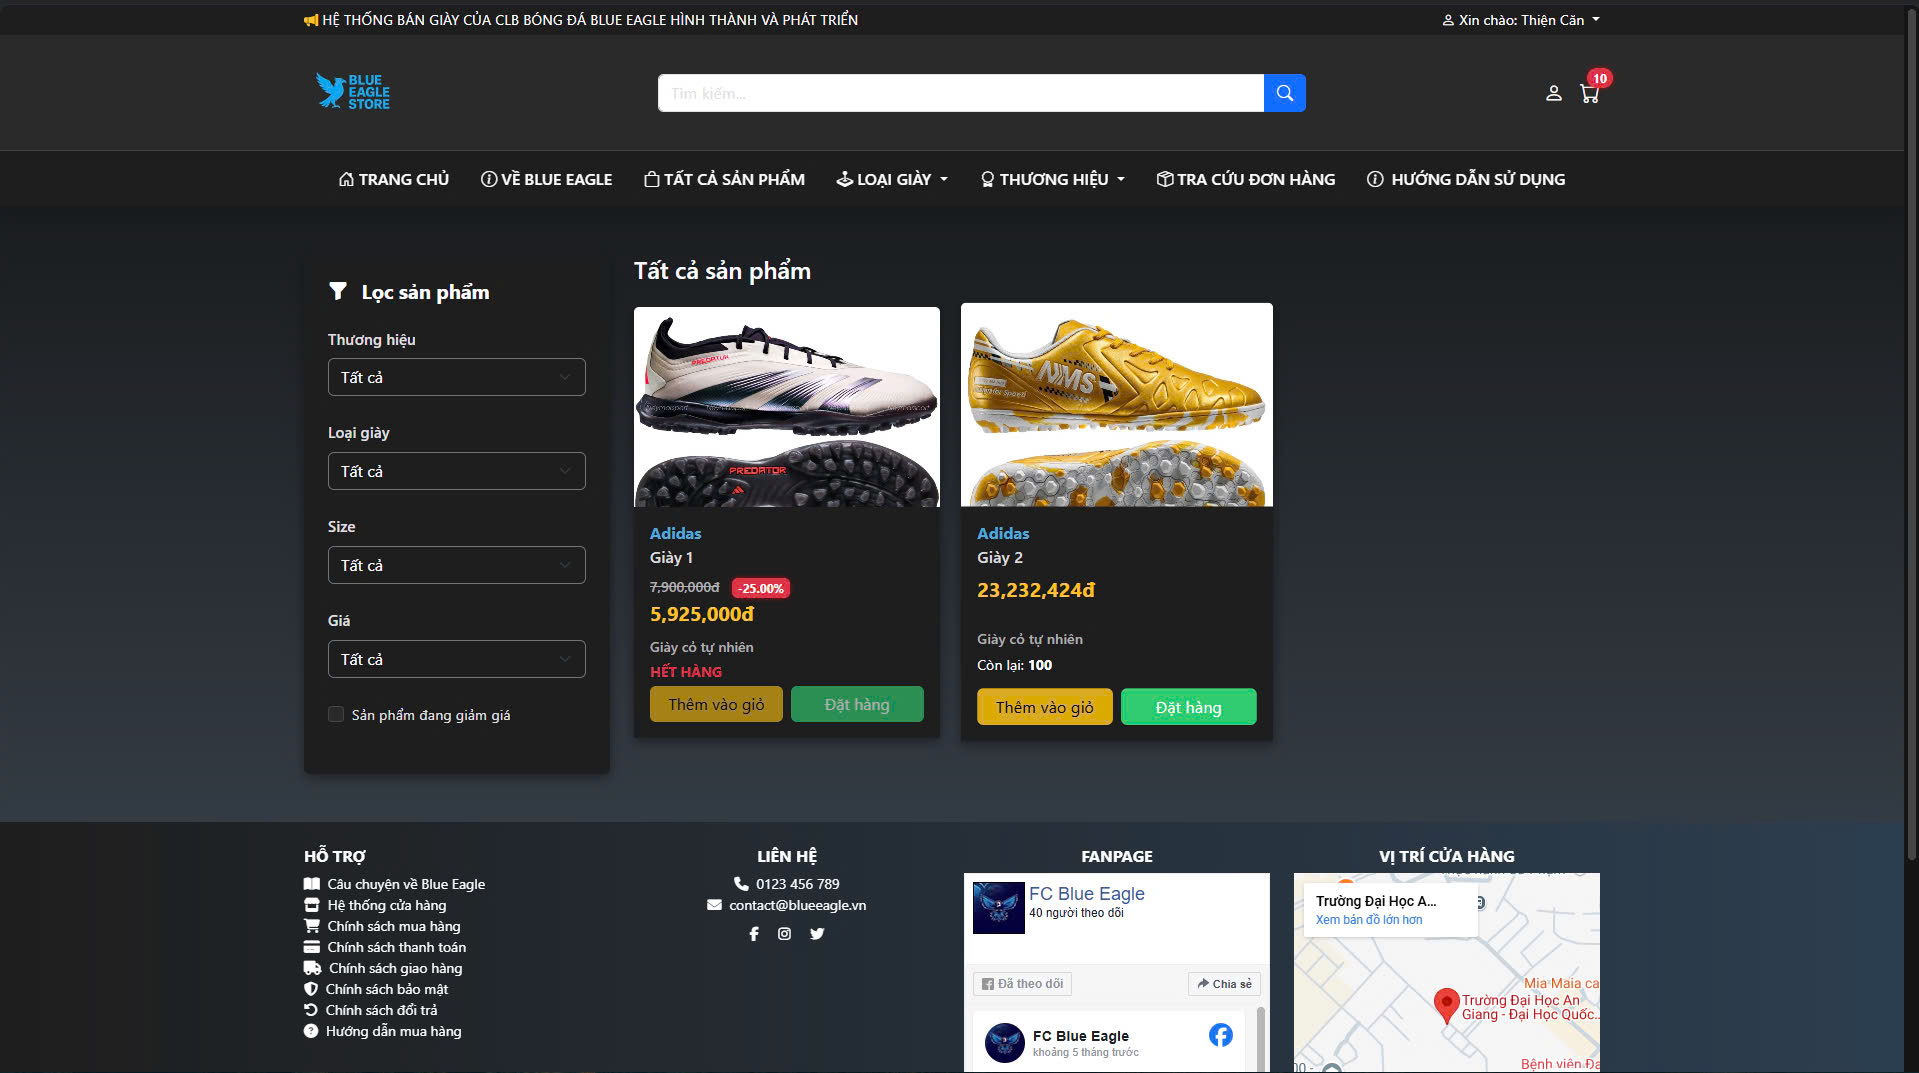 HỆ THỐNG BÁN GIÀY CỦA CLB BÓNG ĐÁ BLUE EAGLE HÌNH THÀNH VÀ PHÁT TRIỂN
Xin chào: Thiện Căn
BLUE
EAGLE
STORE
Tìm kiếm...
10
TRANG CHỦ
VỀ BLUE EAGLE
TẤT CẢ SẢN PHẨM
LOẠI GIÀY
THƯƠNG HIỆU
TRA CỨU ĐƠN HÀNG
HƯỚNG DẪN SỬ DỤNG
Lọc sản phẩm
Thương hiệu
Tất cả
Loại giày
Tất cả
Size
Tất cả
Giá
Tất cả
Sản phẩm đang giảm giá
Tất cả sản phẩm
PREDATOR
PREDATOR
Adidas
Giày 1
7,900,000đ -25.00%
5,925,000đ
Giày cỏ tự nhiên
HẾT HÀNG
Thêm vào giỏ
Đặt hàng
NMS
Adidas
Giày 2
23,232,424đ
Giày cỏ tự nhiên
Còn lại: 100
Thêm vào giỏ
Đặt hàng
HỖ TRỢ
Câu chuyện về Blue Eagle
Hệ thống cửa hàng
Chính sách mua hàng
Chính sách thanh toán
Chính sách giao hàng
Chính sách bảo mật
Chính sách đổi trả
Hướng dẫn mua hàng
LIÊN HỆ
0123 456 789
contact@blueeagle.vn
FANPAGE
FC Blue Eagle
40 người theo dõi
Đã theo dõi
Chia sẻ
FC Blue Eagle
khoảng 5 tháng trước
VỊ TRÍ CỬA HÀNG
Trường Đại Học A...
Xem bản đồ lớn hơn
Mia Maia ca
Trường Đại Học An
Giang - Đại Học Quốc...
Bệnh viện Đa